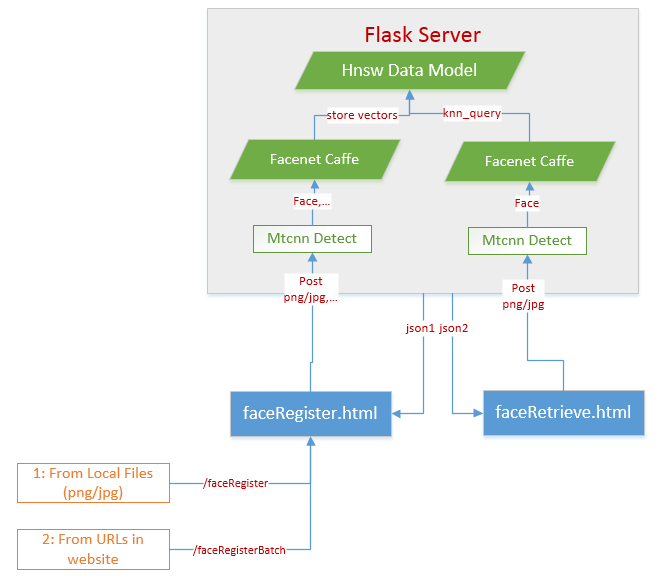 Flask Server
Hnsw Data Model
store vectors
knn_query
Facenet Caffe
Facenet Caffe
Face,...
Face
Mtcnn Detect
Mtcnn Detect
Post
png/jpg,...
Post
png/jpg
json1
json2
faceRegister.html
faceRetrieve.html
1: From Local Files
(png/jpg)
/faceRegister
2: From URLs in
website
/faceRegisterBatch